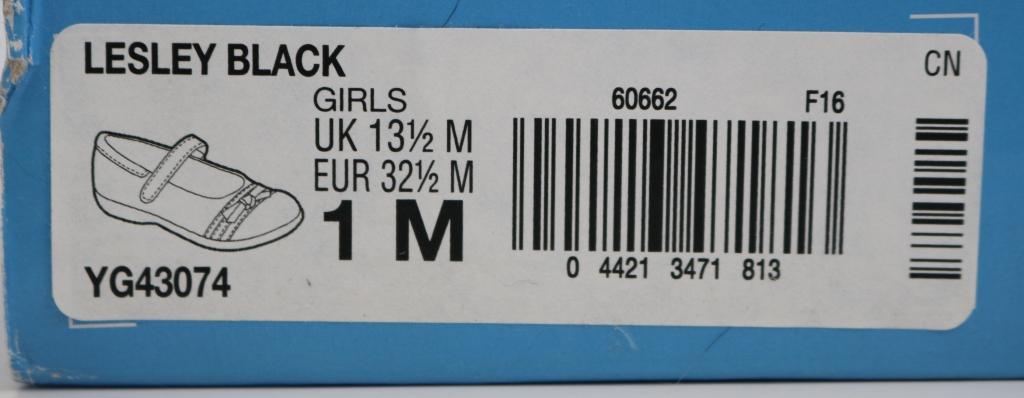 LESLEY BLACK
CN
GIRLS
60662
F16
UK 13½ M
EUR 32½ M
1 M
0 4421 3471 813
YG43074